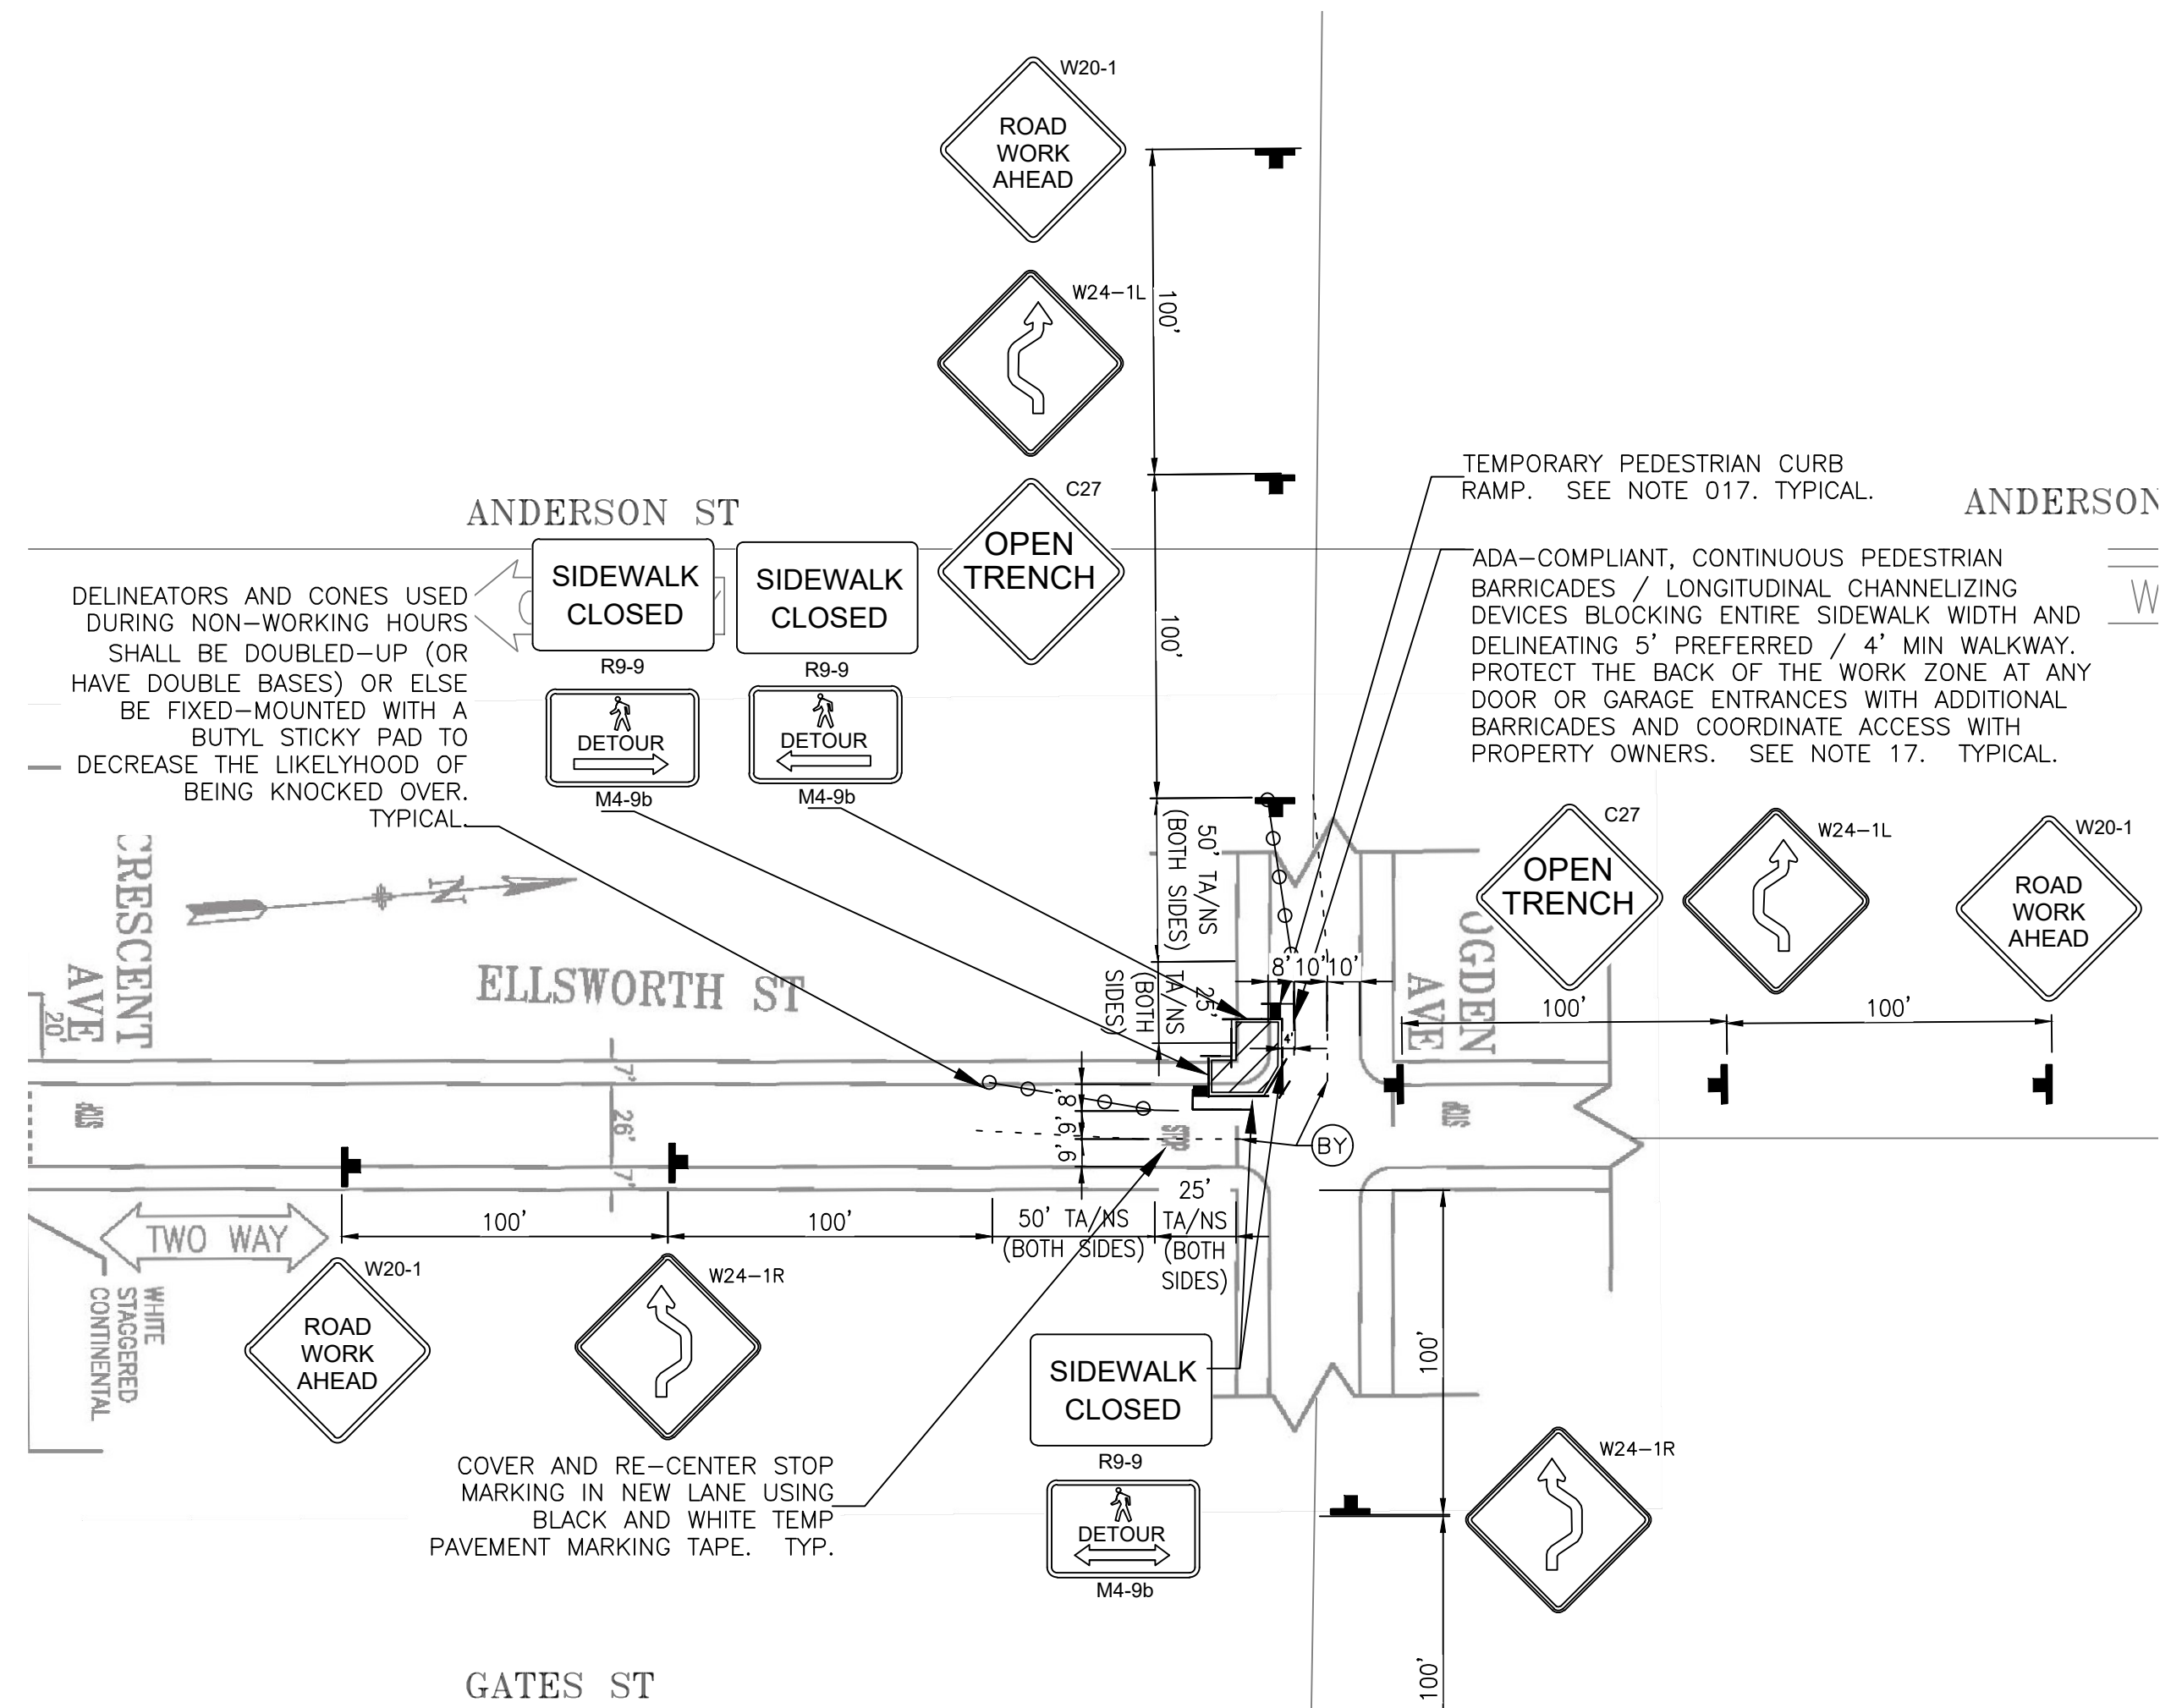 W20-1
ROAD
WORK
AHEAD
W24-1L
100'
C27
OPEN
TRENCH
100'
ANDERSON ST
SIDEWALK
CLOSED
R9-9
DETOUR
M4-9b
SIDEWALK
CLOSED
R9-9
DETOUR
M4-9b
TEMPORARY PEDESTRIAN CURB
RAMP. SEE NOTE 017. TYPICAL.
ANDERSON
W
ADA-COMPLIANT, CONTINUOUS PEDESTRIAN
BARRICADES / LONGITUDINAL CHANNELIZING
DEVICES BLOCKING ENTIRE SIDEWALK WIDTH AND
DELINEATING 5' PREFERRED / 4' MIN WALKWAY.
PROTECT THE BACK OF THE WORK ZONE AT ANY
DOOR OR GARAGE ENTRANCES WITH ADDITIONAL
BARRICADES AND COORDINATE ACCESS WITH
PROPERTY OWNERS. SEE NOTE 17. TYPICAL.
DELINEATORS AND CONES USED
DURING NON-WORKING HOURS
SHALL BE DOUBLED-UP (OR
HAVE DOUBLE BASES) OR ELSE
BE FIXED-MOUNTED WITH A
BUTYL STICKY PAD TO
DECREASE THE LIKELYHOOD OF
BEING KNOCKED OVER.
TYPICAL.
50' TA/NS
(BOTH SIDES)
25'
TA/NS
(BOTH
SIDES)
8' 10' 10'
4'
CRESCENT
AVE
20'
N
ELLSWORTH ST
OGDEN
AVE
C27
OPEN
TRENCH
W24-1L
W20-1
ROAD
WORK
AHEAD
100'
100'
STOP
7'
26'
7'
8'
6'
6'
STOP
STOP
BY
TWO WAY
100'
100'
50' TA/NS
(BOTH SIDES)
25'
TA/NS
(BOTH
SIDES)
WHITE
STAGGERED
CONTINENTAL
W20-1
ROAD
WORK
AHEAD
W24-1R
SIDEWALK
CLOSED
R9-9
DETOUR
M4-9b
100'
W24-1R
100'
COVER AND RE-CENTER STOP
MARKING IN NEW LANE USING
BLACK AND WHITE TEMP
PAVEMENT MARKING TAPE. TYP.
GATES ST